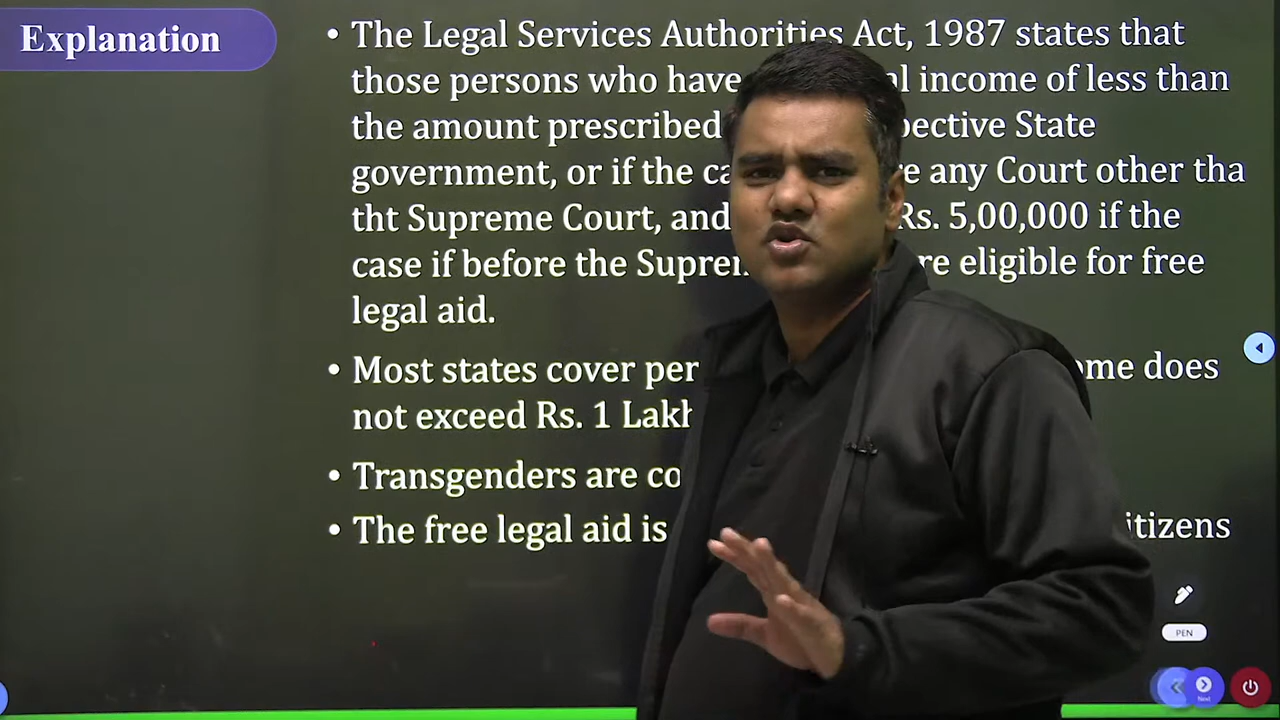 Explanation
• The Legal Services Authorities Act, 1987 states that
those persons who have al income of less than
the amount prescribed pective State
government, or if the ca re any Court other tha
tht Supreme Court, and Rs. 5,00,000 if the
case if before the Supren re eligible for free
legal aid.
• Most states cover per ome does
not exceed Rs. 1 Lakh
• Transgenders are co
• The free legal aid is itizens
PEN
Next